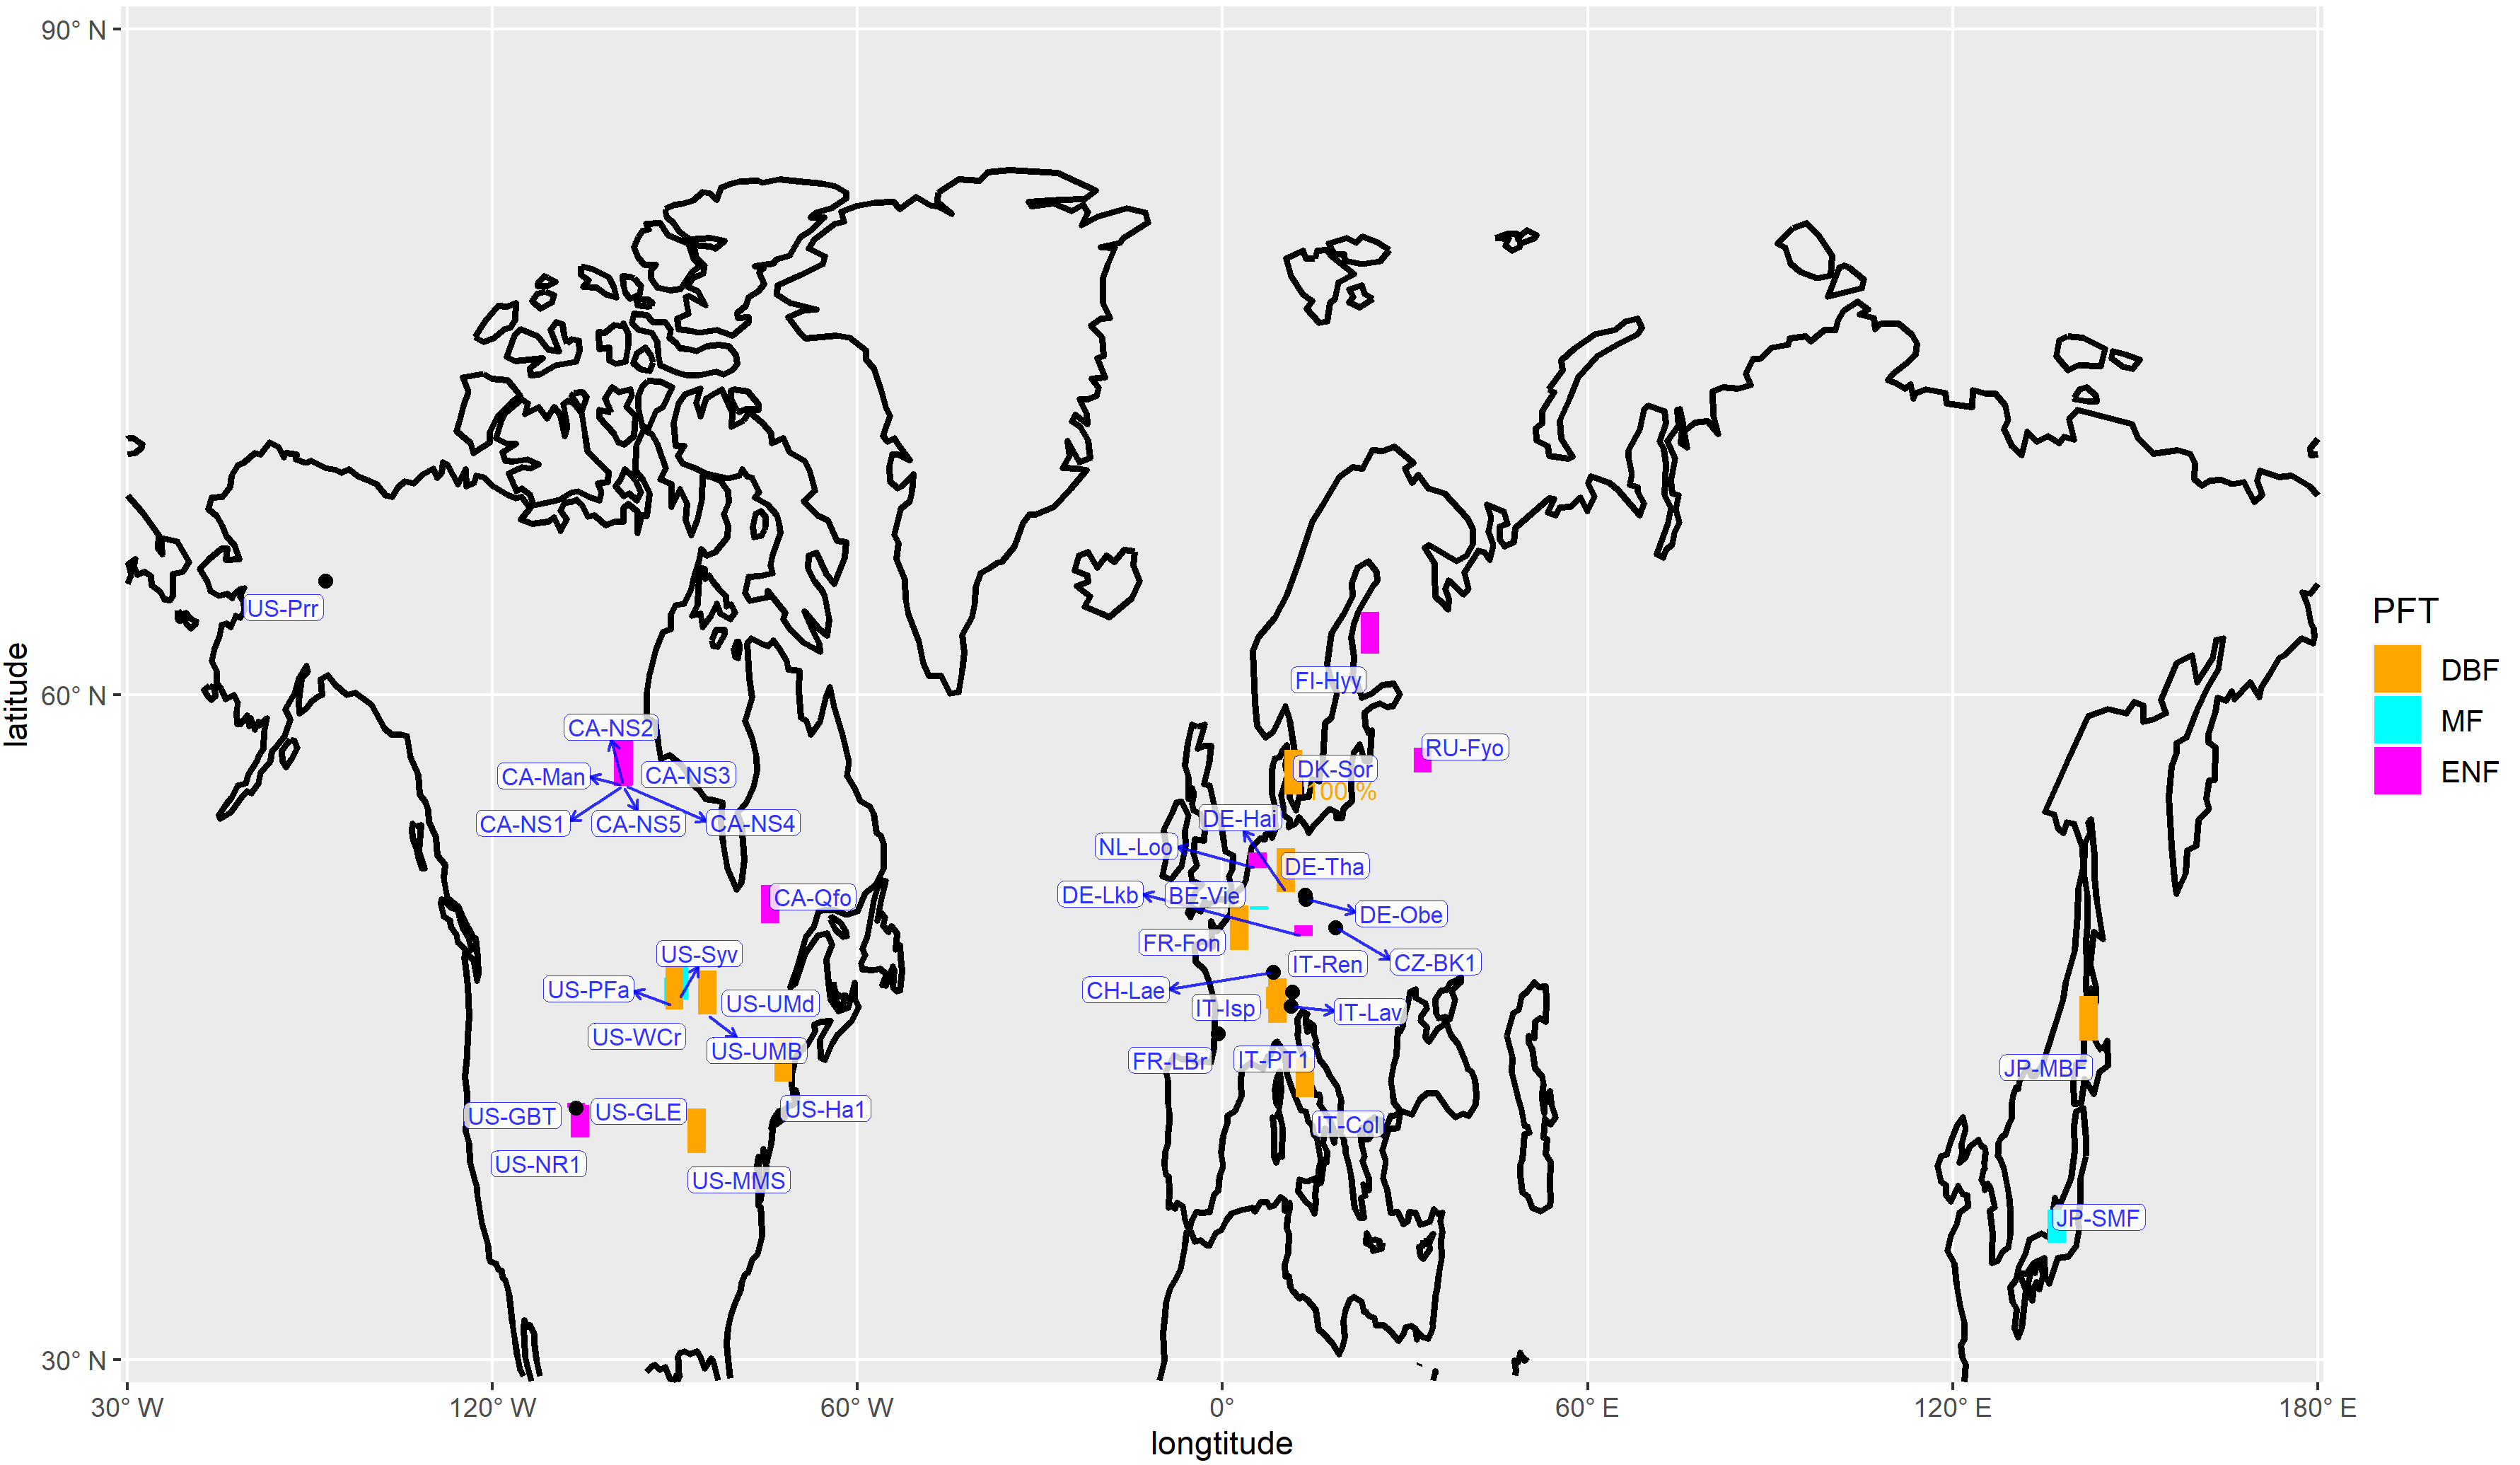 90° N
US-Prr
PFT
DBF
MF
ENF
latitude
60° N
FI-Hyy
CA-NS2
RU-Fyo
CA-Man
CA-NS3
DK-Sor
100 %
CA-NS1
CA-NS5
CA-NS4
DE-Hai
NL-Loo
DE-Tha
CA-Qfo
DE-Lkb
BE-Vie
DE-Obe
FR-Fon
US-Syv
IT-Ren
CZ-BK1
US-PFa
CH-Lae
US-UMd
IT-Isp
IT-Lav
US-WCr
US-UMB
FR-LBr
IT-PT1
JP-MBF
US-GBT
US-GLE
US-Ha1
IT-Col
US-NR1
US-MMS
JP-SMF
30° N
30° W
120° W
60° W
0°
60° E
120° E
180° E
longtitude